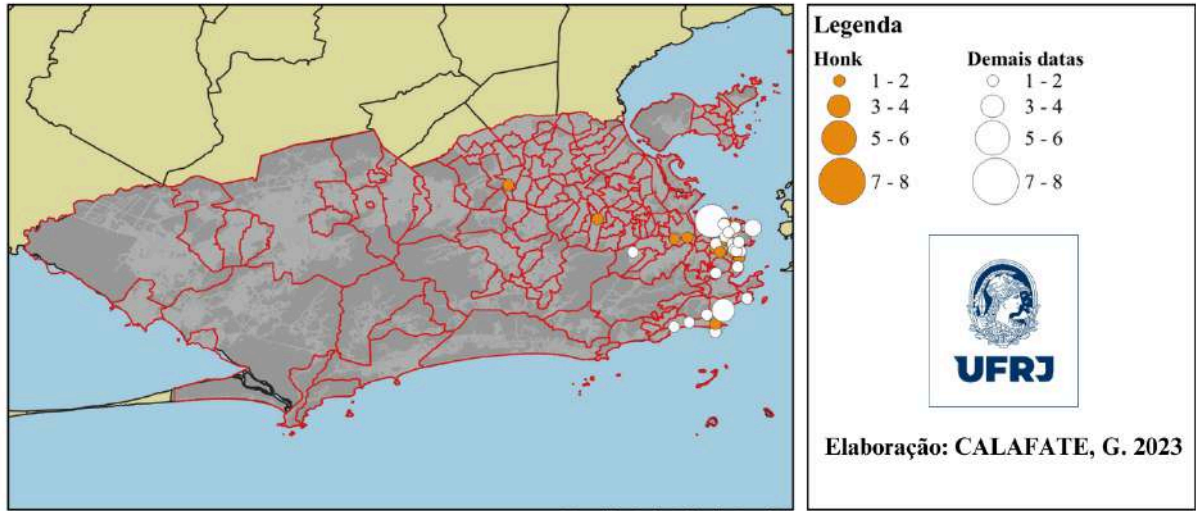 Legenda
Honk Demais datas
1 - 2 1 - 2
3 - 4 3 - 4
5 - 6 5 - 6
7 - 8 7 - 8
UFRJ
Elaboração: CALAFATE, G. 2023